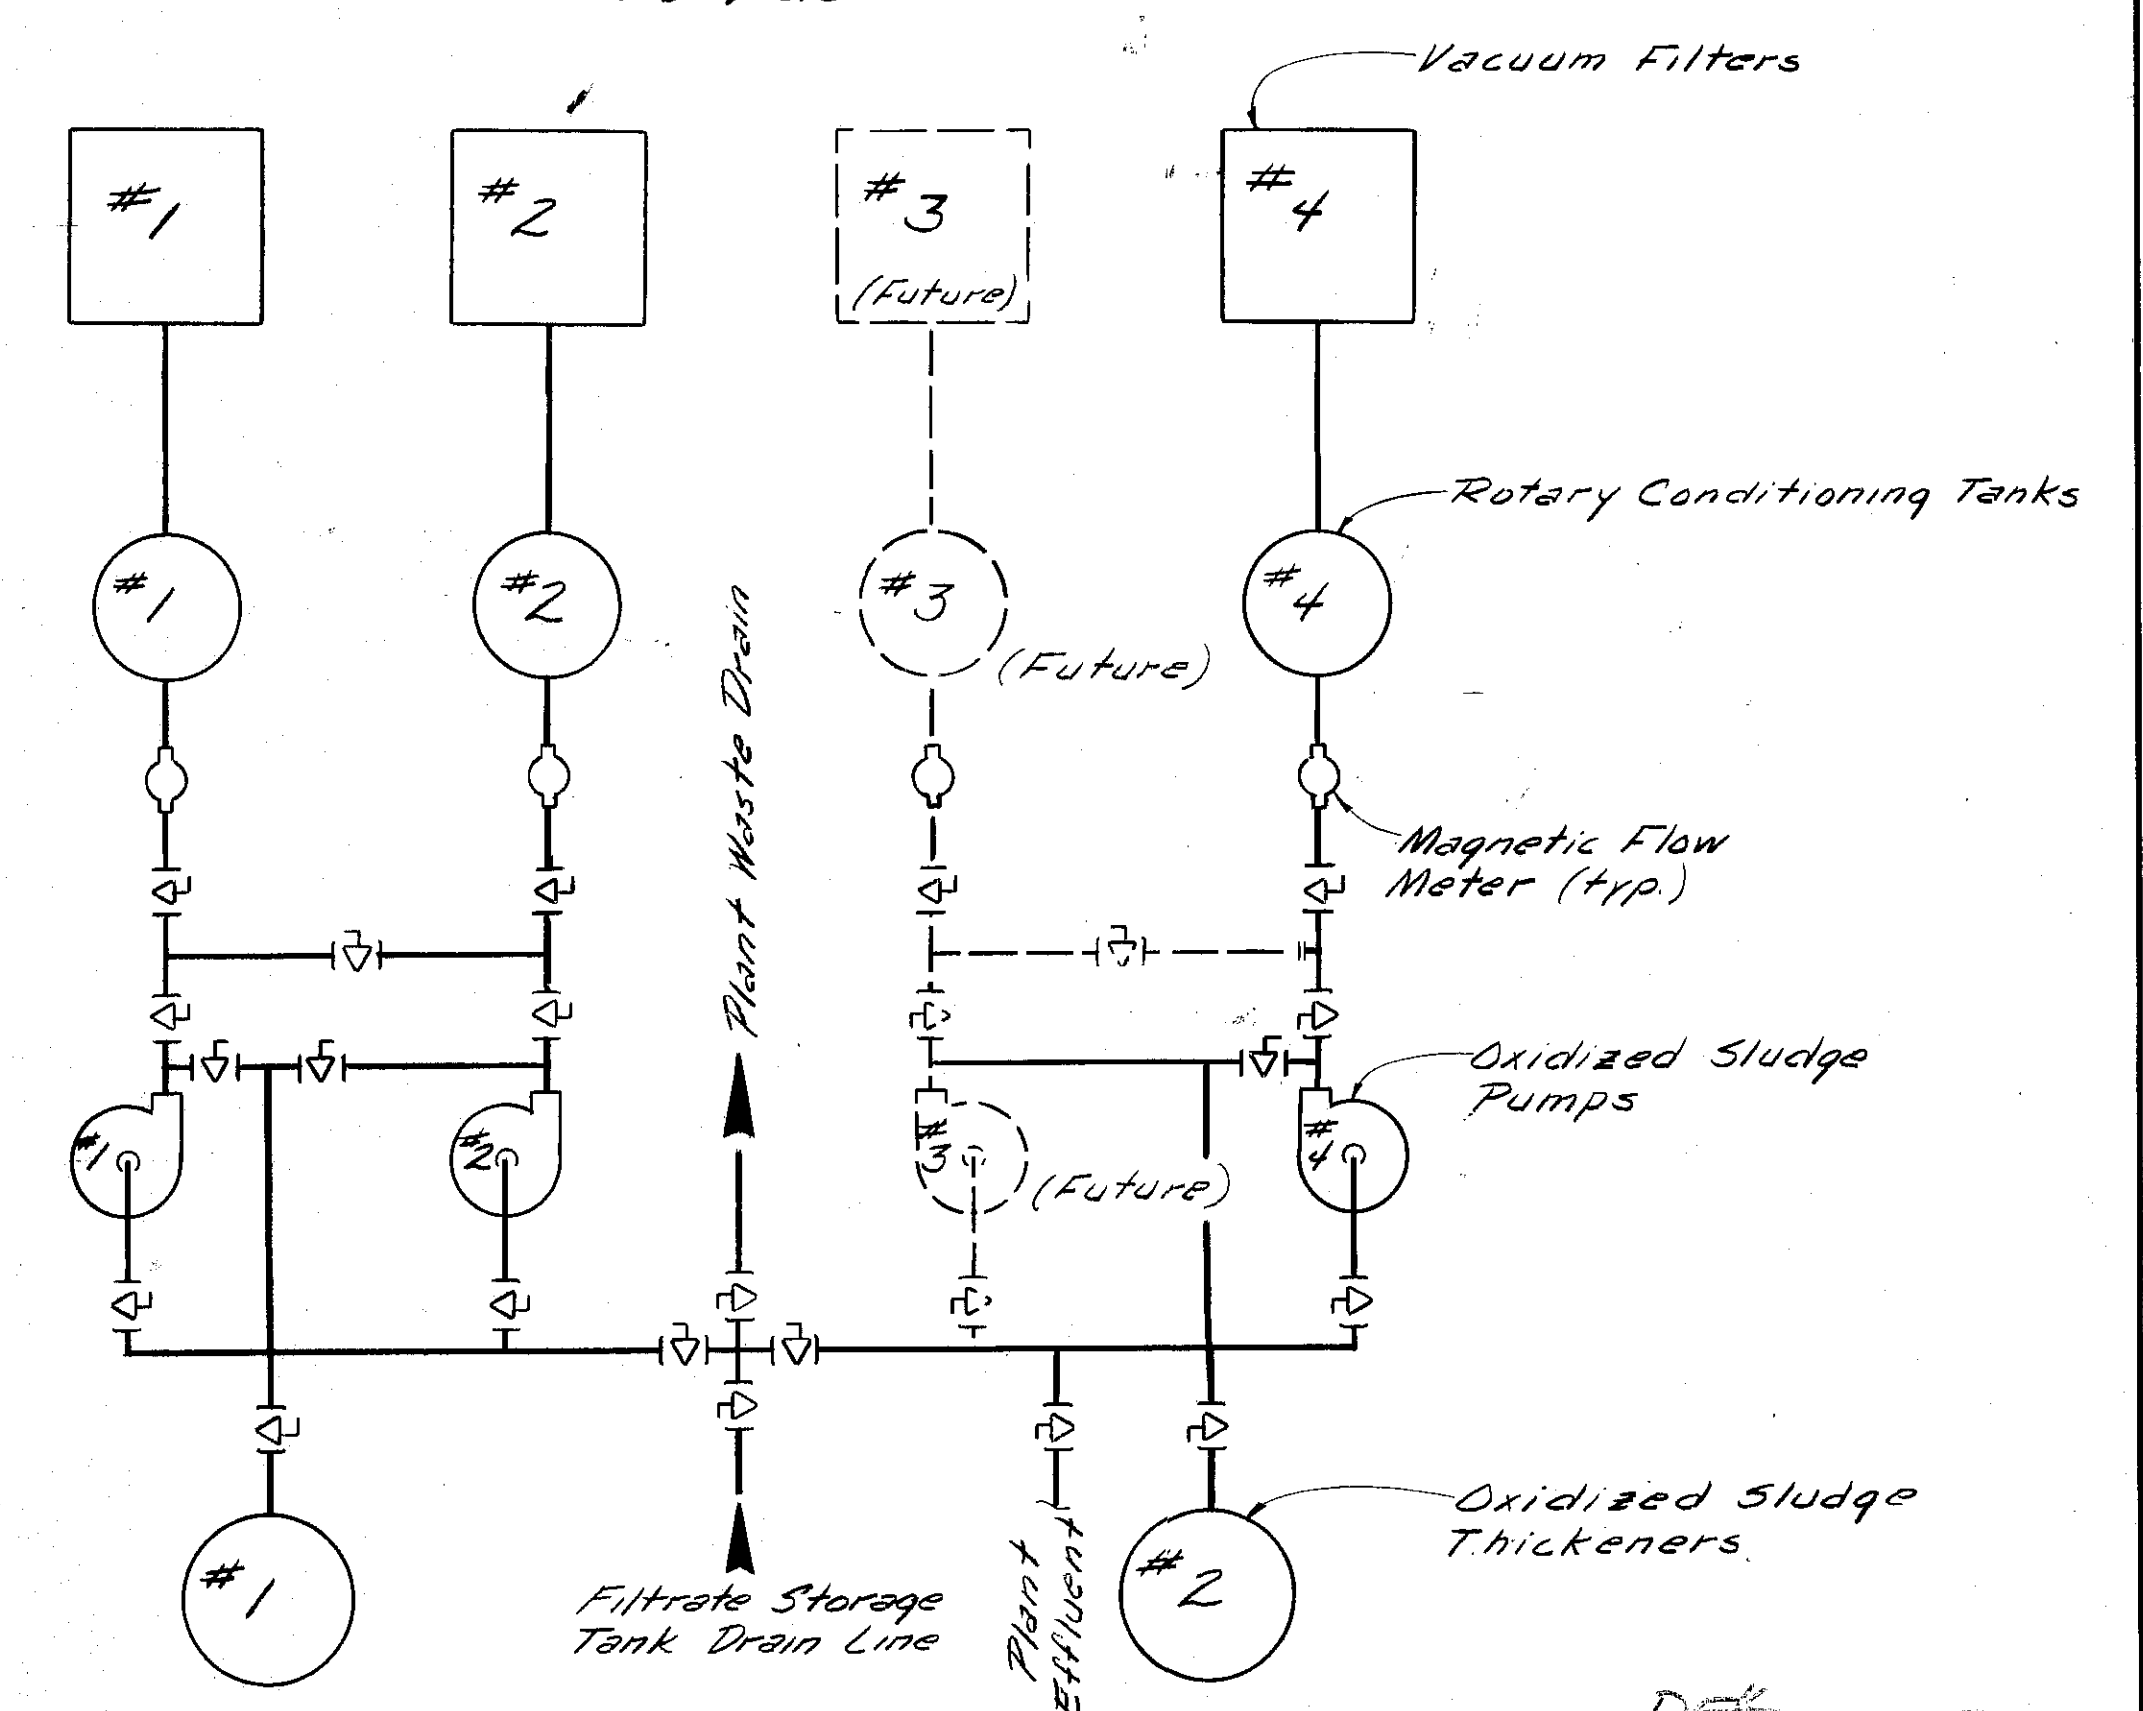 Vacuum Filters
#1
#2
#3
(Future)
#4
Rotary Conditioning Tanks
#1
#2
#3
(Future)
#4
Plant Waste Drain
Magnetic Flow
Meter (typ.)
Oxidized Sludge
Pumps
#1
#2
#3
(Future)
#4
Oxidized Sludge
Thickeners
#1
Filtrate Storage
Tank Drain Line
Plant
Effluent
#2